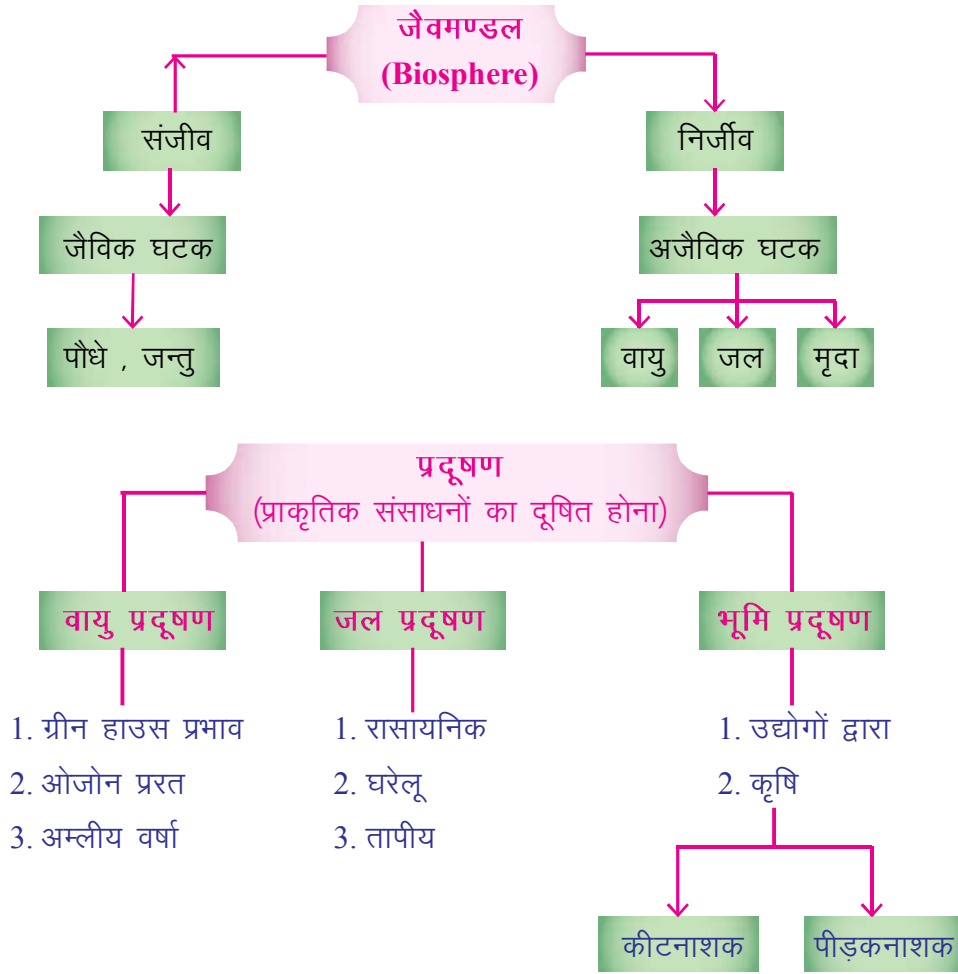 जैवमण्डल
(Biosphere)
संजीव
निर्जीव
जैविक घटक
अजैविक घटक
पौधे , जन्तु
वायु
जल
मृदा
प्रदूषण
(प्राकृतिक संसाधनों का दूषित होना)
वायु प्रदूषण
जल प्रदूषण
भूमि प्रदूषण
1. ग्रीन हाउस प्रभाव
2. ओजोन प्ररत
3. अम्लीय वर्षा
1. रासायनिक
2. घरेलू
3. तापीय
1. उद्योगों द्वारा
2. कृषि
कीटनाशक
पीड़कनाशक